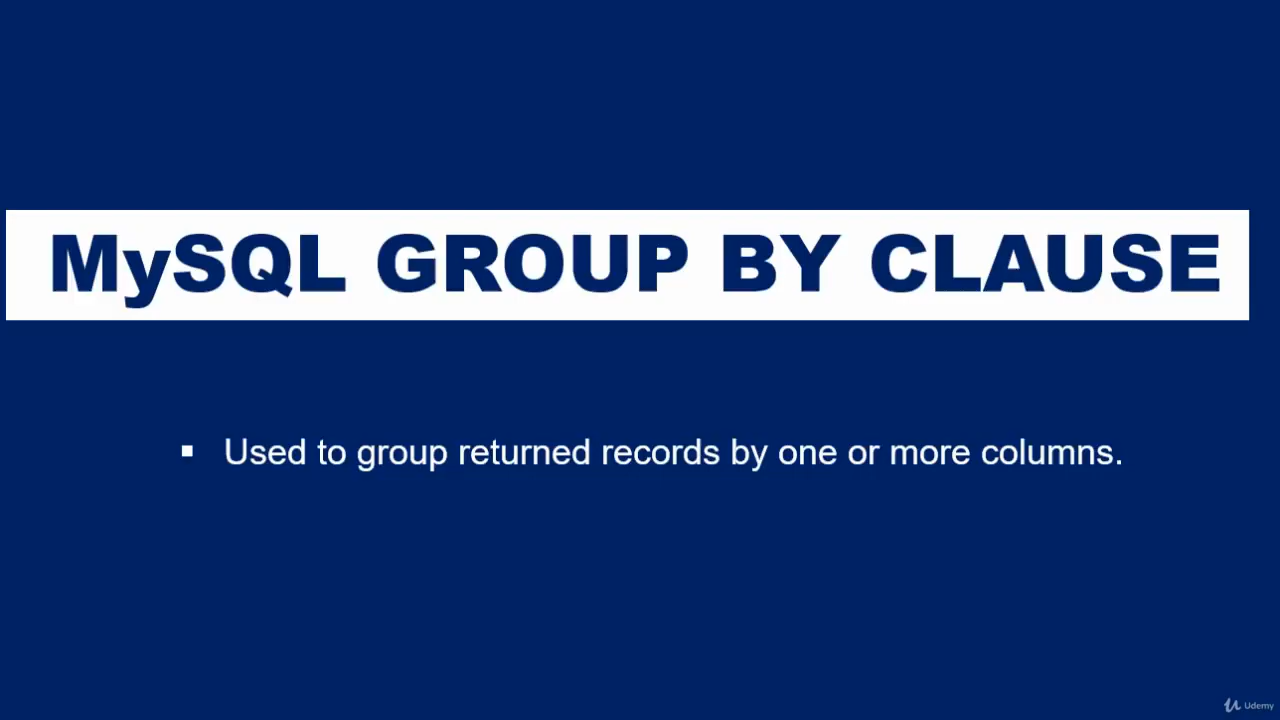 MySQL GROUP BY CLAUSE
▪ Used to group returned records by one or more columns.
Udemy